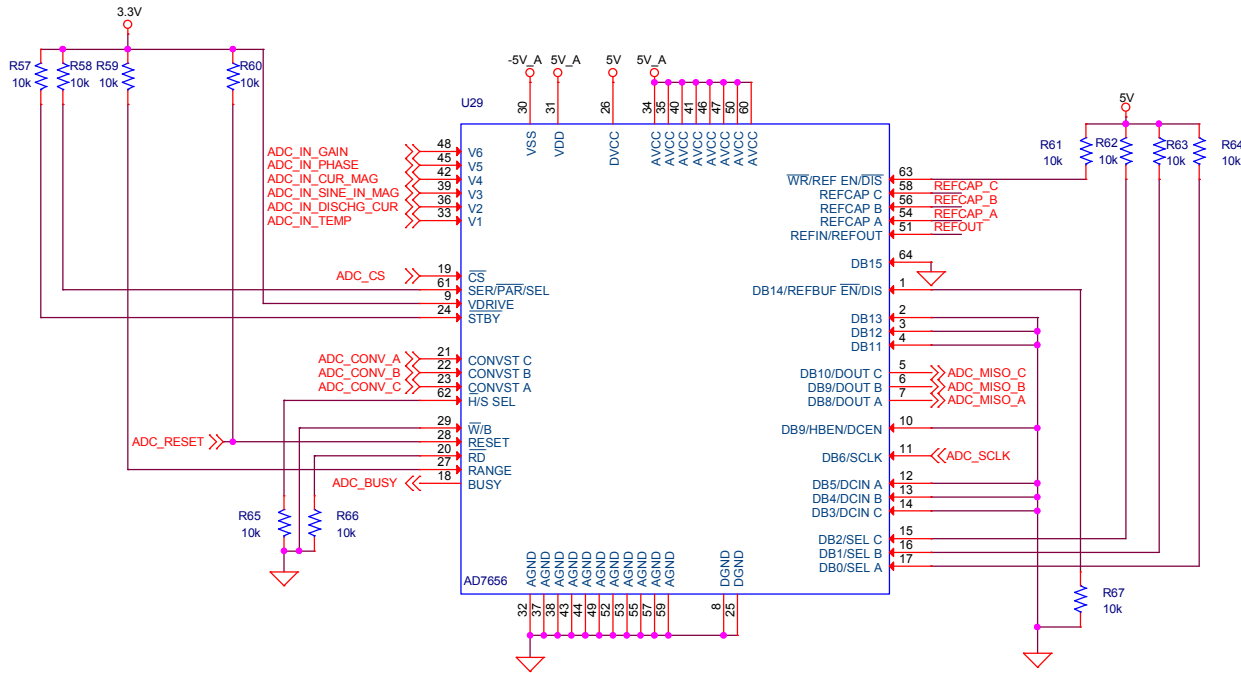 3.3V
R57
10k
R58
10k
R59
10k
R60
10k
-5V_A
5V_A
5V
5V_A
5V
U29
30
31
26
34
35
40
41
46
47
50
60
VSS
VDD
DVCC
AVCC
AVCC
AVCC
AVCC
AVCC
AVCC
AVCC
AVCC
R61
10k
R62
10k
R63
10k
R64
10k
ADC_IN_GAIN 48 V6
ADC_IN_PHASE 45 V5
ADC_IN_CUR_MAG 42 V4
ADC_IN_SINE_IN_MAG 39 V3
ADC_IN_DISCHG_CUR 36 V2
ADC_IN_TEMP 33 V1
WR/REF EN/DIS 63
REFCAP C 58 REFCAP_C
REFCAP B 56 REFCAP_B
REFCAP A 54 REFCAP_A
REFIN/REFOUT 51 REFOUT
DB15 64
ADC_CS 19 CS
61 SER/PAR/SEL
9 VDRIVE
24 STBY
DB14/REFBUF EN/DIS 1
DB13 2
DB12 3
DB11 4
ADC_CONV_A 21 CONVST C
ADC_CONV_B 22 CONVST B
ADC_CONV_C 23 CONVST A
62 H/S SEL
DB10/DOUT C 5 ADC_MISO_C
DB9/DOUT B 6 ADC_MISO_B
DB8/DOUT A 7 ADC_MISO_A
29 W/B
ADC_RESET 28 RESET
20 RD
27 RANGE
ADC_BUSY 18 BUSY
DB9/HBEN/DCEN 10
DB6/SCLK 11 ADC_SCLK
DB5/DCIN A 12
DB4/DCIN B 13
DB3/DCIN C 14
DB2/SEL C 15
DB1/SEL B 16
DB0/SEL A 17
R65
10k
R66
10k
R67
10k
AGND
AGND
AGND
AGND
AGND
AGND
AGND
AGND
AGND
AGND
AGND
DGND
DGND
AD7656
32
37
38
43
44
49
52
53
55
57
59
8
25